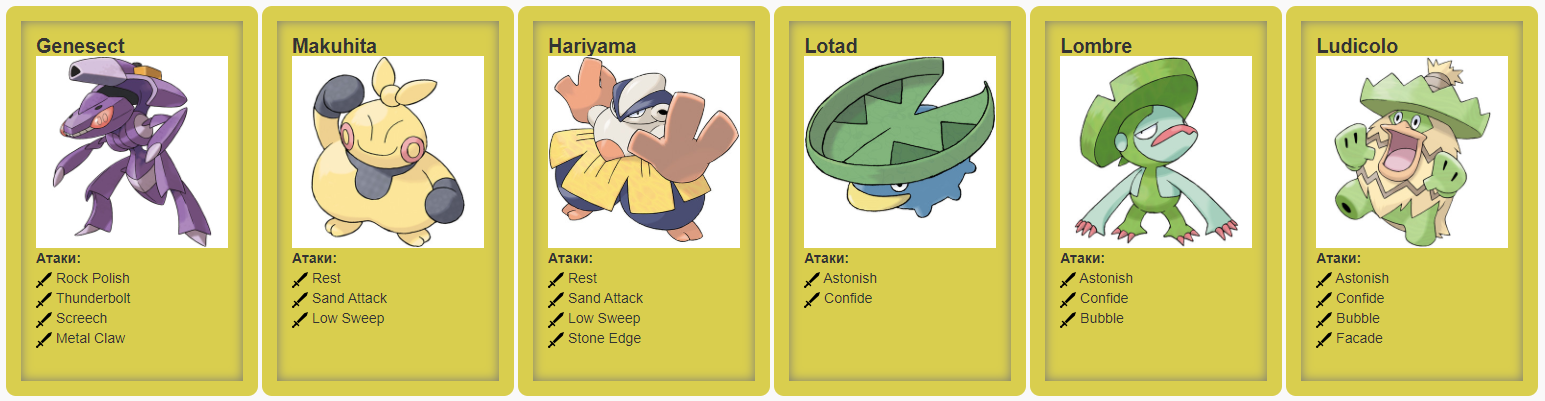 Genesect
Атаки:
Rock Polish
Thunderbolt
Screech
Metal Claw
Makuhita
Атаки:
Rest
Sand Attack
Low Sweep
Hariyama
Атаки:
Rest
Sand Attack
Low Sweep
Stone Edge
Lotad
Атаки:
Astonish
Confide
Lombre
Атаки:
Astonish
Confide
Bubble
Ludicolo
Атаки:
Astonish
Confide
Bubble
Facade